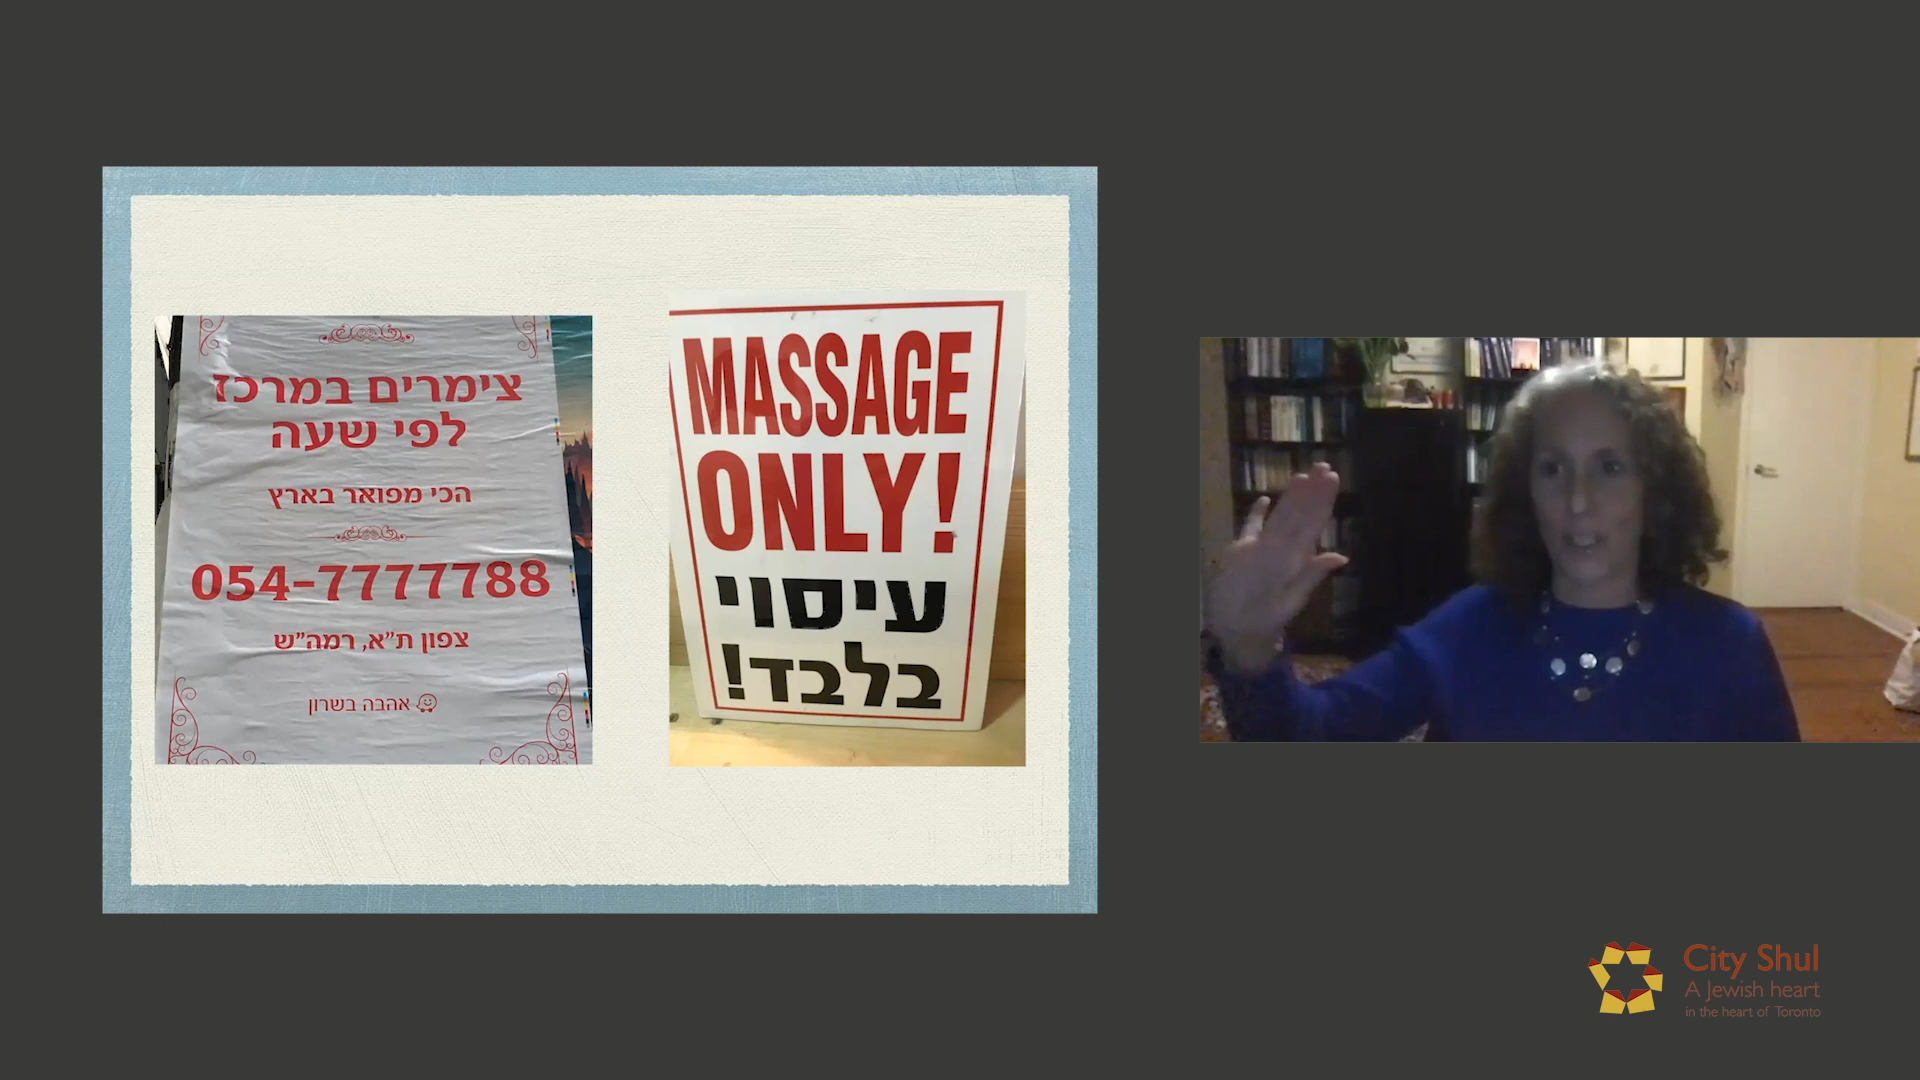 צימרים במרכז
לפי שעה
הכי מפואר בארץ
054-7777788
צפון ת"א, רמה"ש
אהבה בשרון
MASSAGE
ONLY!
עיסוי
בלבד!
City Shul
A Jewish heart
in the heart of Toronto